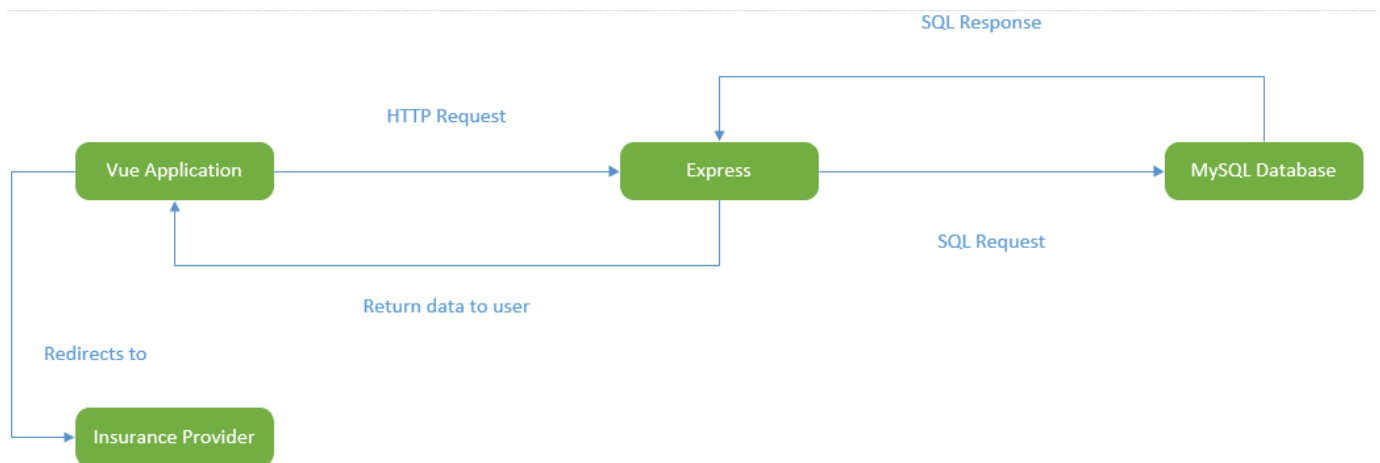 SQL Response
HTTP Request
Vue Application
Express
MySQL Database
SQL Request
Return data to user
Redirects to
Insurance Provider